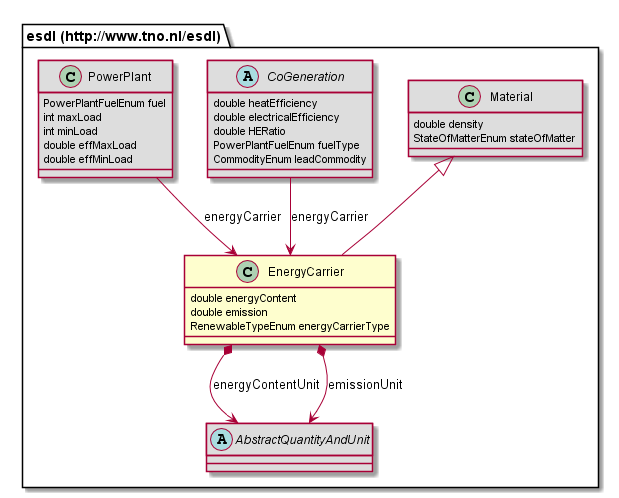 esdl (http://www.tno.nl/esdl)
C PowerPlant
PowerPlantFuelEnum fuel
int maxLoad
int minLoad
double effMaxLoad
double effMinLoad
A CoGeneration
double heatEfficiency
double electricalEfficiency
double HERatio
PowerPlantFuelEnum fuelType
CommodityEnum leadCommodity
C Material
double density
StateOfMatterEnum stateOfMatter
energyCarrier
energyCarrier
C EnergyCarrier
double energyContent
double emission
RenewableTypeEnum energyCarrierType
energyContentUnit
emissionUnit
A AbstractQuantityAndUnit